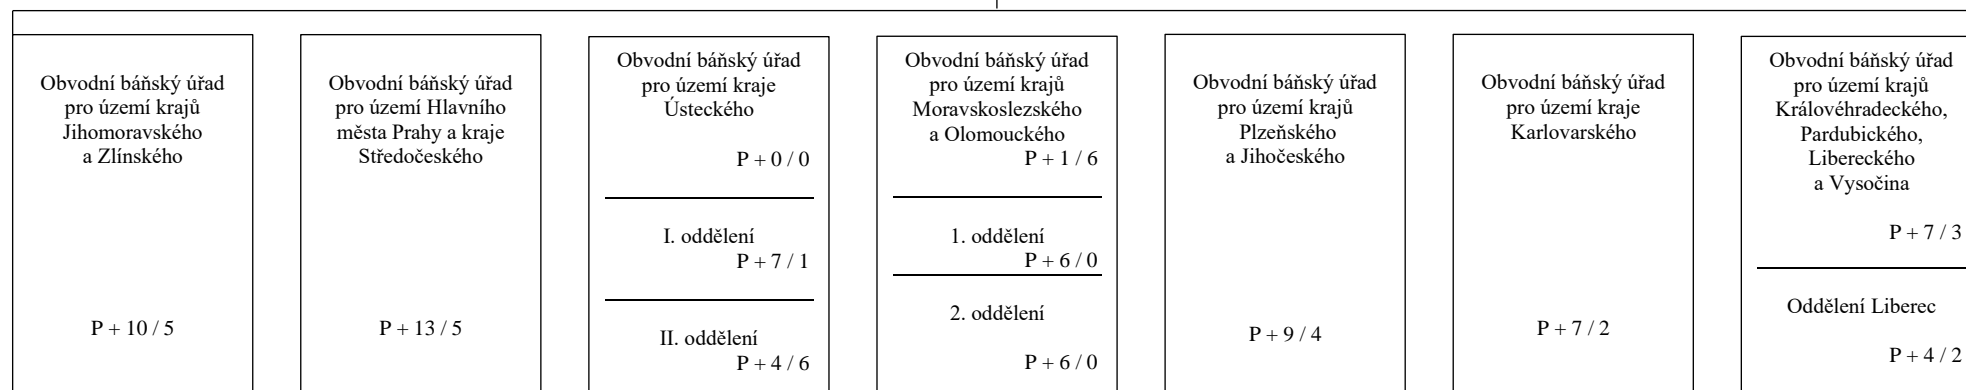 Obvodní báňský úřad
pro území krajů
Jihomoravského
a Zlínského
P + 10 / 5
Obvodní báňský úřad
pro území Hlavního
města Prahy a kraje
Středočeského
P + 13 / 5
Obvodní báňský úřad
pro území kraje
Ústeckého
P + 0 / 0
I. oddělení
P + 7 / 1
II. oddělení
P + 4 / 6
Obvodní báňský úřad
pro území krajů
Moravskoslezského
a Olomouckého
P + 1 / 6
1. oddělení
P + 6 / 0
2. oddělení
P + 6 / 0
Obvodní báňský úřad
pro území krajů
Plzeňského
a Jihočeského
P + 9 / 4
Obvodní báňský úřad
pro území kraje
Karlovarského
P + 7 / 2
Obvodní báňský úřad
pro území krajů
Královéhradeckého,
Pardubického,
Libereckého
a Vysočina
P + 7 / 3
Oddělení Liberec
P + 4 / 2